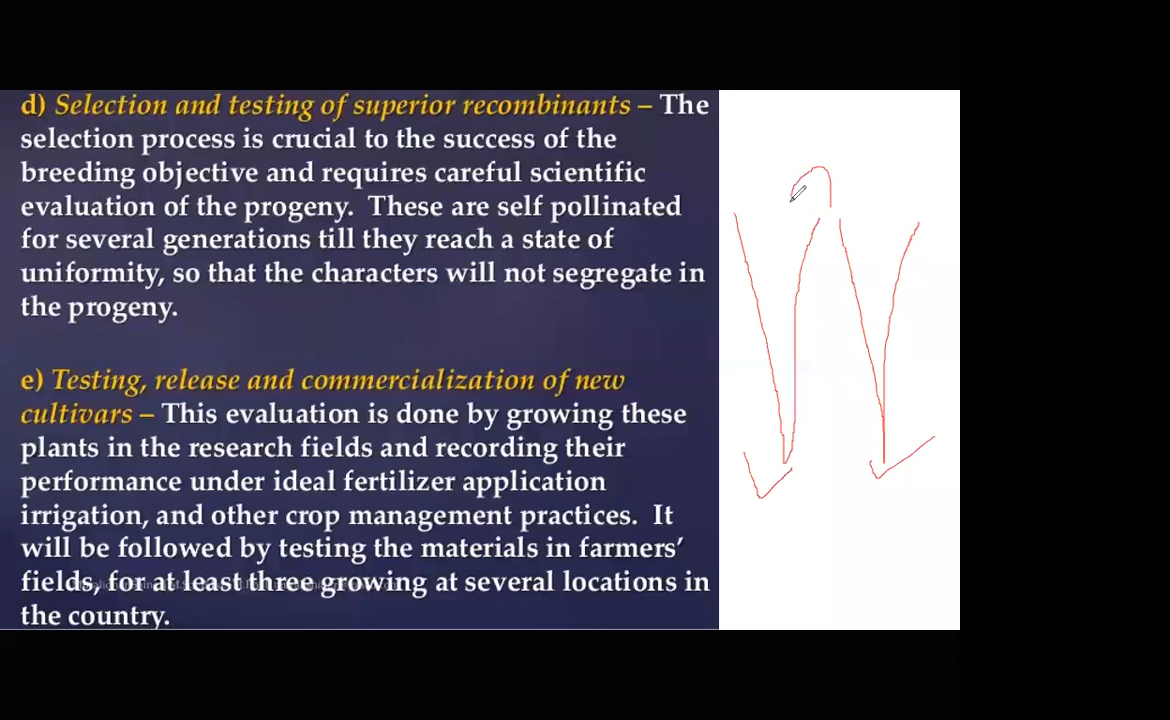 d) Selection and testing of superior recombinants – The
selection process is crucial to the success of the
breeding objective and requires careful scientific
evaluation of the progeny. These are self pollinated
for several generations till they reach a state of
uniformity, so that the characters will not segregate in
the progeny.
e) Testing, release and commercialization of new
cultivars – This evaluation is done by growing these
plants in the research fields and recording their
performance under ideal fertilizer application
irrigation, and other crop management practices. It
will be followed by testing the materials in farmers’
fields, for at least three growing at several locations in
the country.